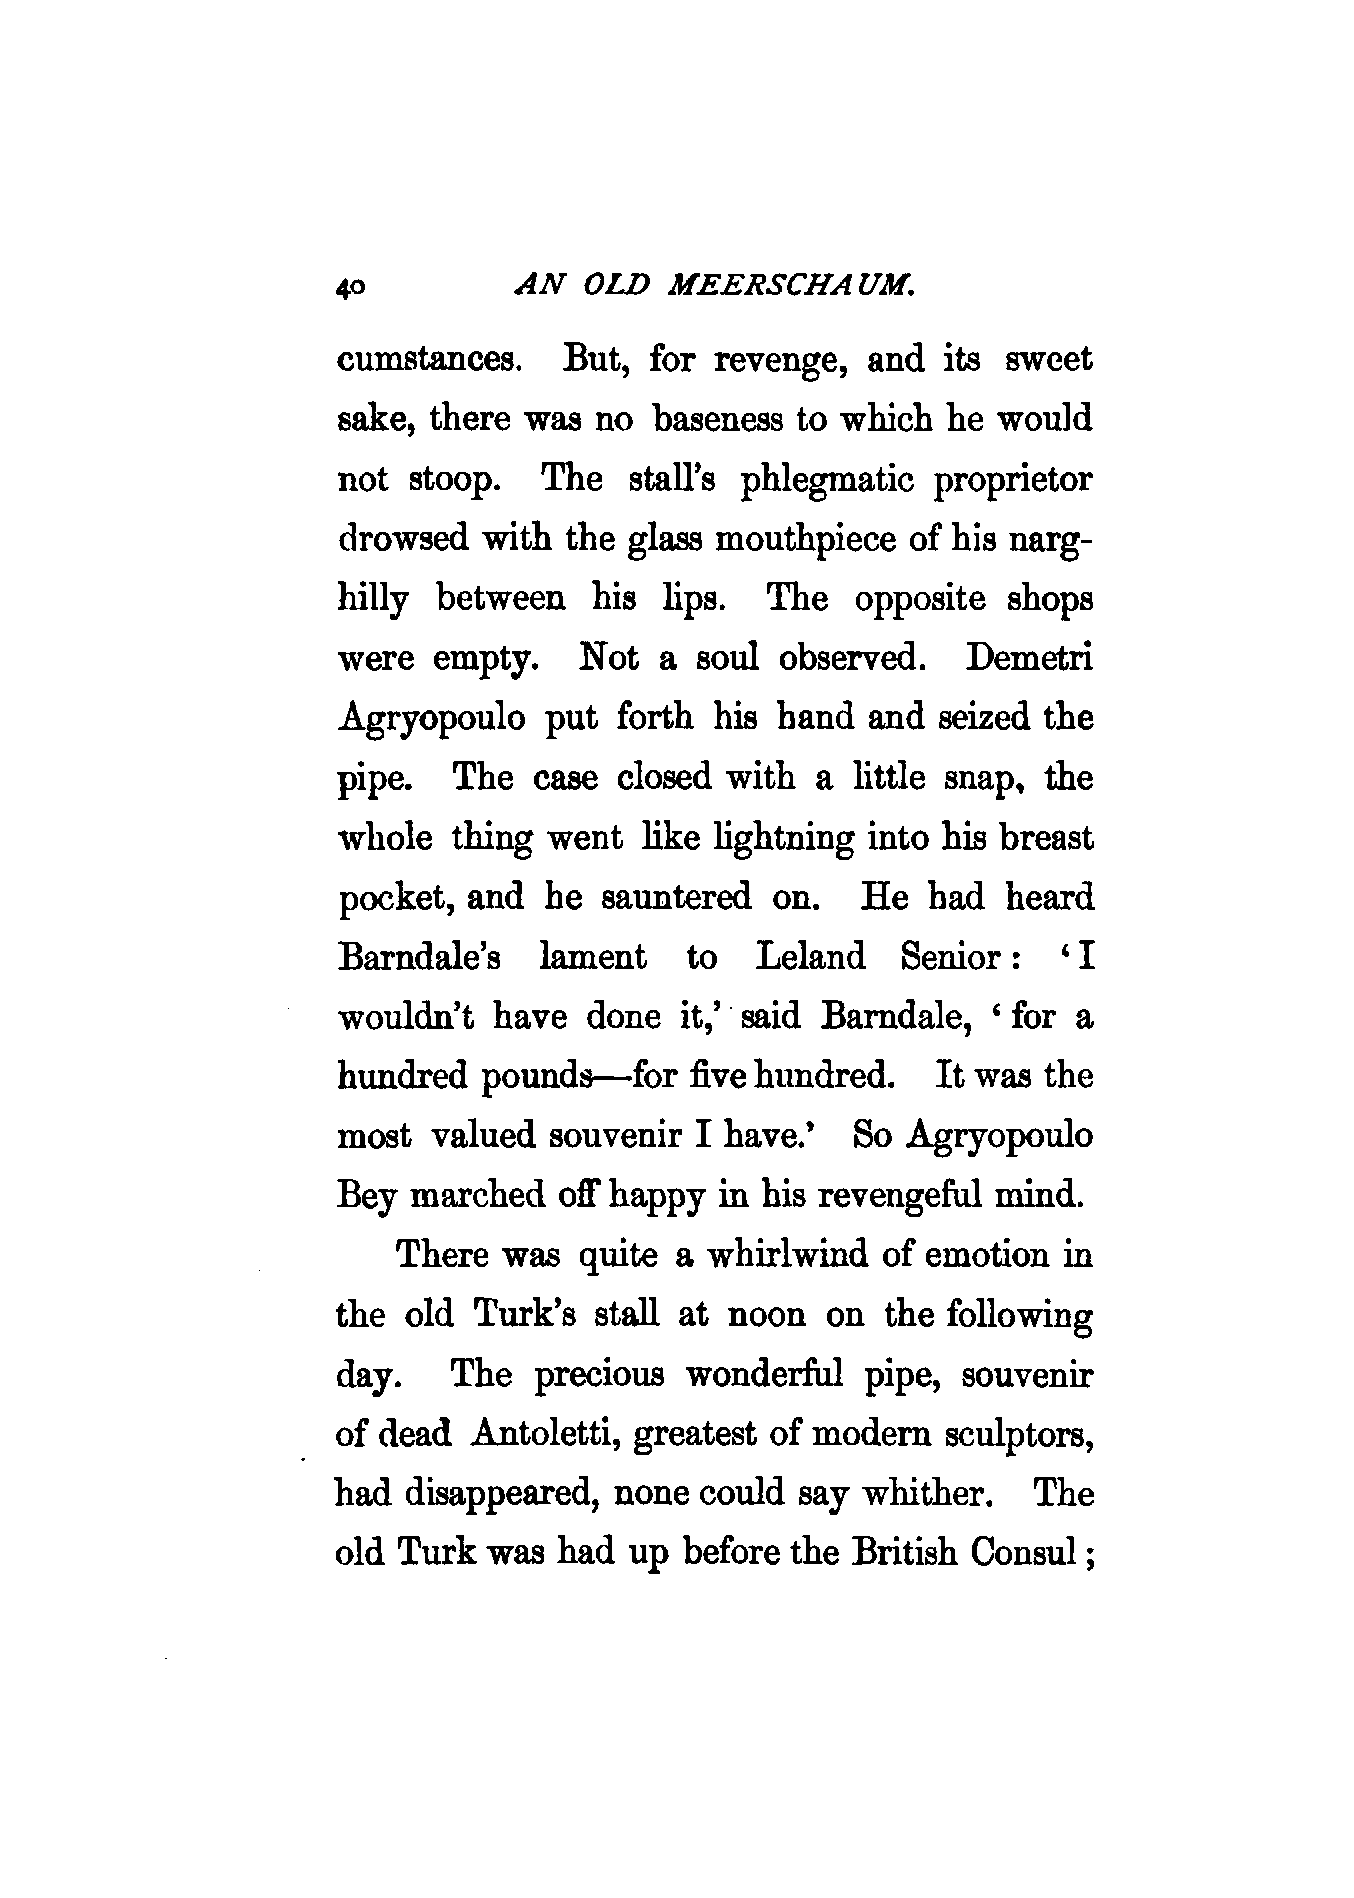 40 AN OLD MEERSCHAUM.
cumstances. But, for revenge, and its sweet
sake, there was no baseness to which he would
not stoop. The stall's phlegmatic proprietor
drowsed with the glass mouthpiece of his narg-
hilly between his lips. The opposite shops
were empty. Not a soul observed. Demetri
Agryopoulo put forth his hand and seized the
pipe. The case closed with a little snap, the
whole thing went like lightning into his breast
pocket, and he sauntered on. He had heard
Barndale's lament to Leland Senior: ‘I
wouldn't have done it,’ said Barndale, ‘for a
hundred pounds—for five hundred. It was the
most valued souvenir I have.’ So Agryopoulo
Bey marched off happy in his revengeful mind.
There was quite a whirlwind of emotion in
the old Turk's stall at noon on the following
day. The precious wonderful pipe, souvenir
of dead Antoletti, greatest of modern sculptors,
had disappeared, none could say whither. The
old Turk was had up before the British Consul;